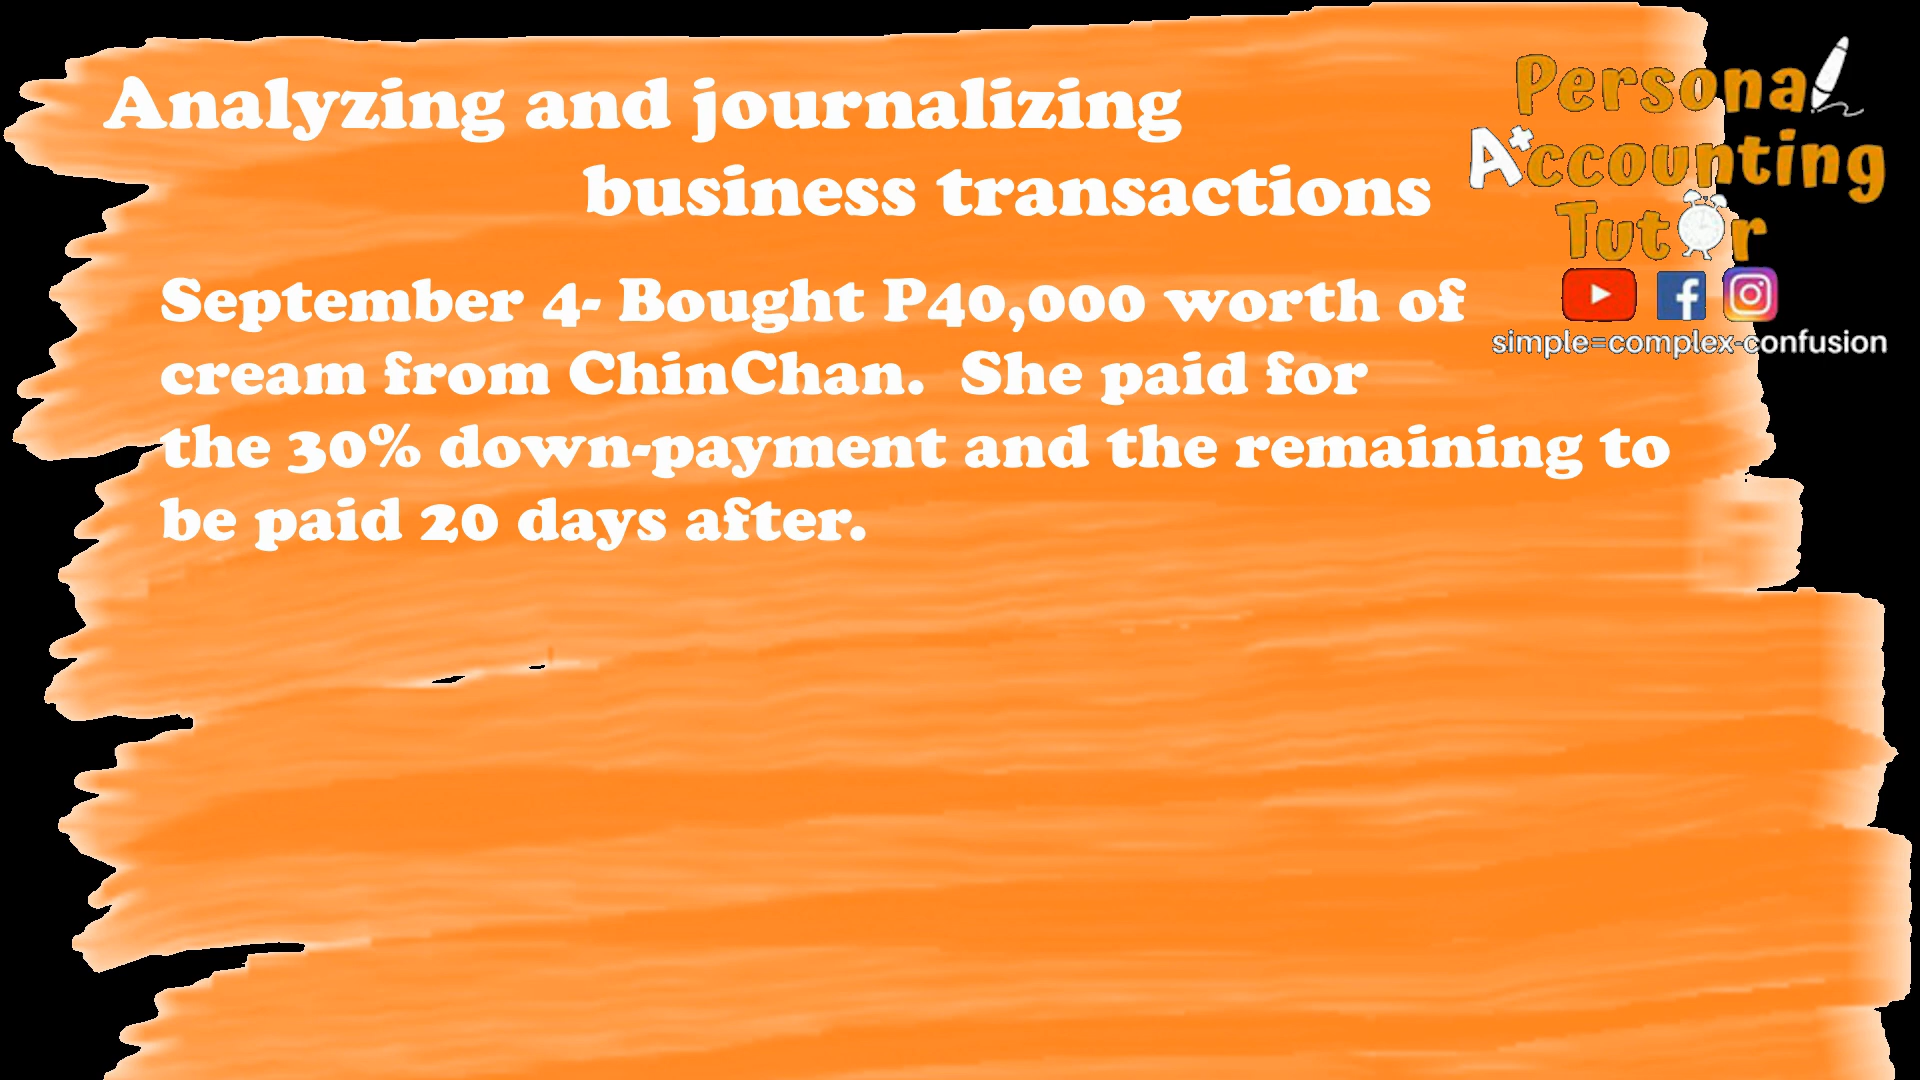 Analyzing and journalizing
business transactions
Personal
A+ccounting
Tutor
simple=complex-confusion
September 4- Bought P40,000 worth of
cream from ChinChan.  She paid for
the 30% down-payment and the remaining to
be paid 20 days after.